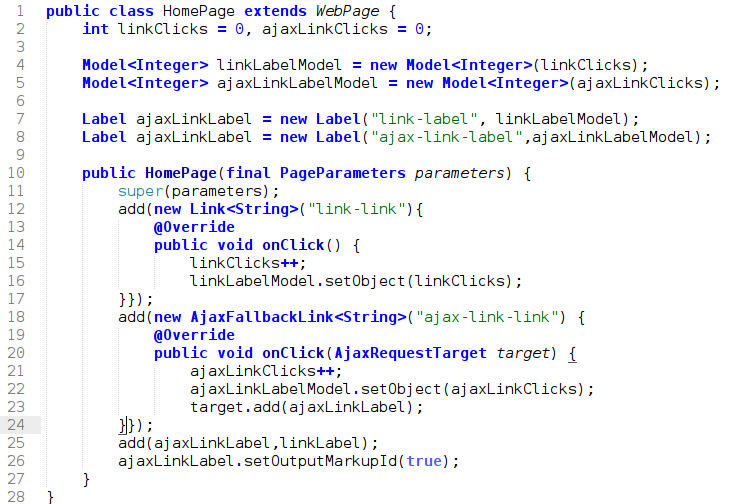 1 public class HomePage extends WebPage {
2     int linkClicks = 0, ajaxLinkClicks = 0;
3
4     Model<Integer> linkLabelModel = new Model<Integer>(linkClicks);
5     Model<Integer> ajaxLinkLabelModel = new Model<Integer>(ajaxLinkClicks);
6
7     Label ajaxLinkLabel = new Label("link-label", linkLabelModel);
8     Label ajaxLinkLabel = new Label("ajax-link-label",ajaxLinkLabelModel);
9
10     public HomePage(final PageParameters parameters) {
11         super(parameters);
12         add(new Link<String>("link-link"){
13             @Override
14             public void onClick() {
15                 linkClicks++;
16                 linkLabelModel.setObject(linkClicks);
17         }});
18         add(new AjaxFallbackLink<String>("ajax-link-link") {
19             @Override
20             public void onClick(AjaxRequestTarget target) {
21                 ajaxLinkClicks++;
22                 ajaxLinkLabelModel.setObject(ajaxLinkClicks);
23                 target.add(ajaxLinkLabel);
24         }});
25         add(ajaxLinkLabel,linkLabel);
26         ajaxLinkLabel.setOutputMarkupId(true);
27     }
28 }